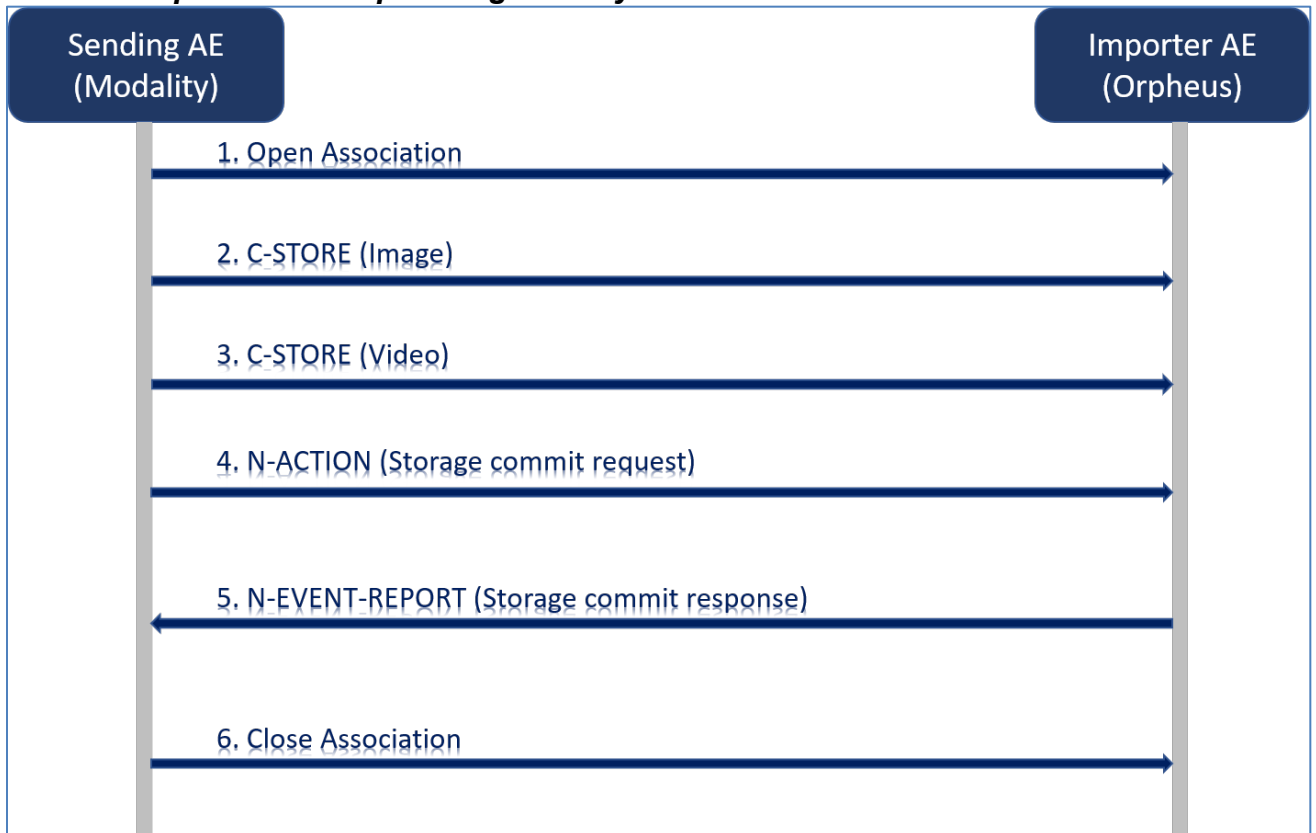 Sending AE
(Modality)
Importer AE
(Orpheus)
1. Open Association
2. C-STORE (Image)
3. C-STORE (Video)
4. N-ACTION (Storage commit request)
5. N-EVENT-REPORT (Storage commit response)
6. Close Association